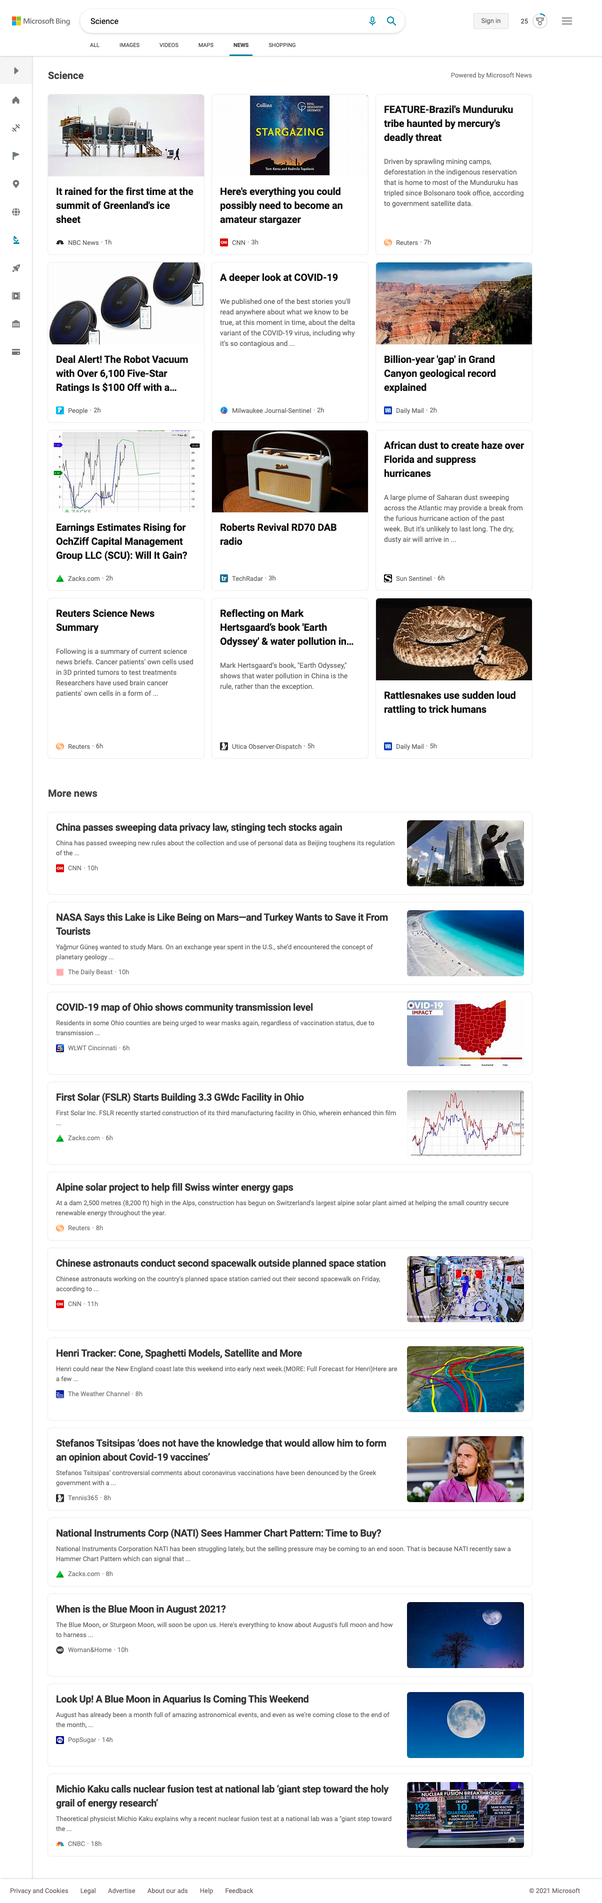 Microsoft Bing
Science
Sign in
25
ALL IMAGES VIDEOS MAPS NEWS SHOPPING
Science
Powered by Microsoft News
It rained for the first time at the
summit of Greenland's ice
sheet
NBC News · 1h
Collins
STARGAZING
Here's everything you could
possibly need to become an
amateur stargazer
CNN · 3h
FEATURE-Brazil's Munduruku
tribe haunted by mercury's
deadly threat
Driven by sprawling mining camps,
deforestation in the indigenous reservation
that is home to most of the Munduruku has
tripled since Bolsonaro took office, according
to government satellite data.
Reuters · 7h
Deal Alert! The Robot Vacuum
with Over 6,100 Five-Star
Ratings Is $100 Off with a...
People · 2h
A deeper look at COVID-19
We published one of the best stories you'll
read anywhere about what we know to be
true, at this moment in time, about the delta
variant of the COVID-19 virus, including why
it's so contagious and ...
Milwaukee Journal-Sentinel · 2h
Billion-year 'gap' in Grand
Canyon geological record
explained
Daily Mail · 2h
Earnings Estimates Rising for
OchZiff Capital Management
Group LLC (SCU): Will It Gain?
Zacks.com · 2h
Roberts Revival RD70 DAB
radio
TechRadar · 3h
African dust to create haze over
Florida and suppress
hurricanes
A large plume of Saharan dust sweeping
across the Atlantic may provide a break from
the furious hurricane action of the past
week. But it's unlikely to last long. The dry,
dusty air will arrive in ...
Sun Sentinel · 6h
Reuters Science News
Summary
Following is a summary of current science
news briefs. Cancer patients' own cells used
in 3D printed tumors to test treatments
Researchers have used brain cancer
patients' own cells in a form of ...
Reuters · 6h
Reflecting on Mark
Hertsgaard's book 'Earth
Odyssey' & water pollution in...
Mark Hertsgaard's book, "Earth Odyssey,"
shows that water pollution in China is the
rule, rather than the exception.
Utica Observer-Dispatch · 5h
Rattlesnakes use sudden loud
rattling to trick humans
Daily Mail · 5h
More news
China passes sweeping data privacy law, stinging tech stocks again
China has passed sweeping new rules about the collection and use of personal data as Beijing toughens its regulation
of the ...
CNN · 10h
NASA Says this Lake is Like Being on Mars—and Turkey Wants to Save it From
Tourists
Yağmur Güneş wanted to study Mars. On an exchange year spent in the U.S., she'd encountered the concept of
planetary geology ...
The Daily Beast · 10h
COVID-19 map of Ohio shows community transmission level
Residents in some Ohio counties are being urged to wear masks again, regardless of vaccination status, due to
transmission ...
WLWT Cincinnati · 6h
OVID-19
IMPACT
First Solar (FSLR) Starts Building 3.3 GWdc Facility in Ohio
First Solar Inc. FSLR recently started construction of its third manufacturing facility in Ohio, wherein enhanced thin film
...
Zacks.com · 6h
Alpine solar project to help fill Swiss winter energy gaps
At a dam 2,500 metres (8,200 ft) high in the Alps, construction has begun on Switzerland's largest alpine solar plant aimed at helping the small country secure
renewable energy throughout the year.
Reuters · 8h
Chinese astronauts conduct second spacewalk outside planned space station
Chinese astronauts working on the country's planned space station carried out their second spacewalk on Friday,
according to ...
CNN · 11h
Henri Tracker: Cone, Spaghetti Models, Satellite and More
Henri could near the New England coast late this weekend into early next week.(MORE: Full Forecast for Henri)Here are
a few ...
The Weather Channel · 8h
Stefanos Tsitsipas 'does not have the knowledge that would allow him to form
an opinion about Covid-19 vaccines'
Stefanos Tsitsipas' controversial comments about coronavirus vaccinations have been denounced by the Greek
government with a ...
Tennis365 · 8h
National Instruments Corp (NATI) Sees Hammer Chart Pattern: Time to Buy?
National Instruments Corporation NATI has been struggling lately, but the selling pressure may be coming to an end soon. That is because NATI recently saw a
Hammer Chart Pattern which can signal that ...
Zacks.com · 8h
When is the Blue Moon in August 2021?
The Blue Moon, or Sturgeon Moon, will soon be upon us. Here's everything to know about August's full moon and how
to harness ...
Woman&Home · 10h
Look Up! A Blue Moon in Aquarius Is Coming This Weekend
August has already been a month full of amazing astronomical events, and even as we're coming close to the end of
the month, ...
PopSugar · 14h
Michio Kaku calls nuclear fusion test at national lab 'giant step toward the holy
grail of energy research'
Theoretical physicist Michio Kaku explains why a recent nuclear fusion test at a national lab was a "giant step toward
the ...
CNBC · 18h
NUCLEAR FUSION BREAKTHROUGH
192
10
QUADRILLION
Privacy and Cookies Legal Advertise About our ads Help Feedback
© 2021 Microsoft